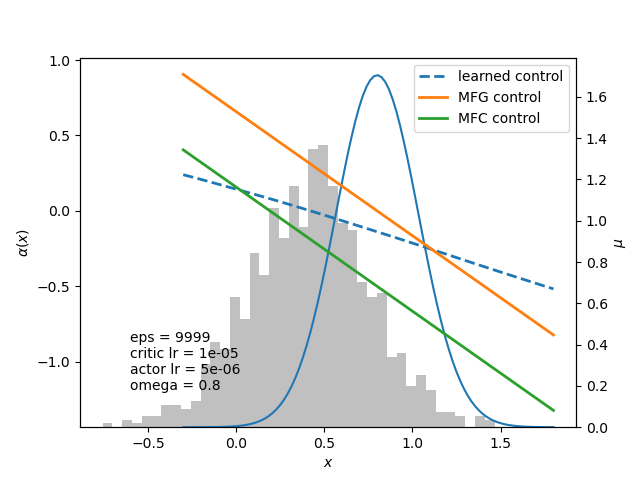 learned control
MFG control
MFC control
1.0
0.5
0.0
−0.5
−1.0
α(x)
1.6
1.4
1.2
1.0
0.8
0.6
0.4
0.2
0.0
μ
eps = 9999
critic lr = 1e-05
actor lr = 5e-06
omega = 0.8
−0.5
0.0
0.5
1.0
1.5
x